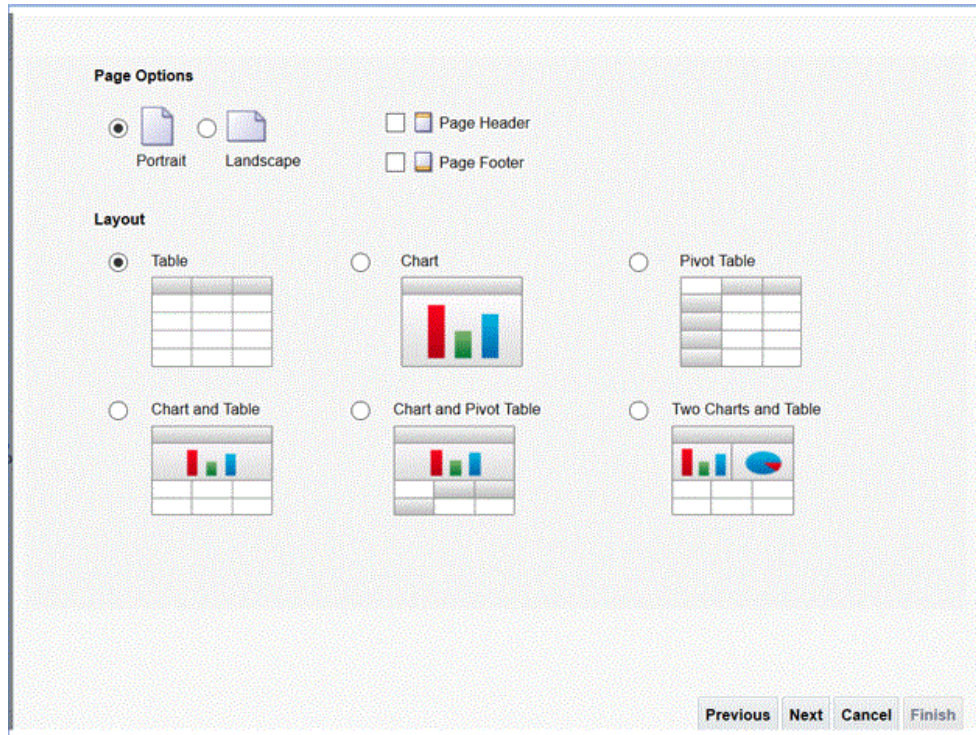 Page Options
Page Header
Page Footer
Portrait Landscape
Layout
Table Chart Pivot Table
Chart and Table Chart and Pivot Table Two Charts and Table
Previous Next Cancel Finish